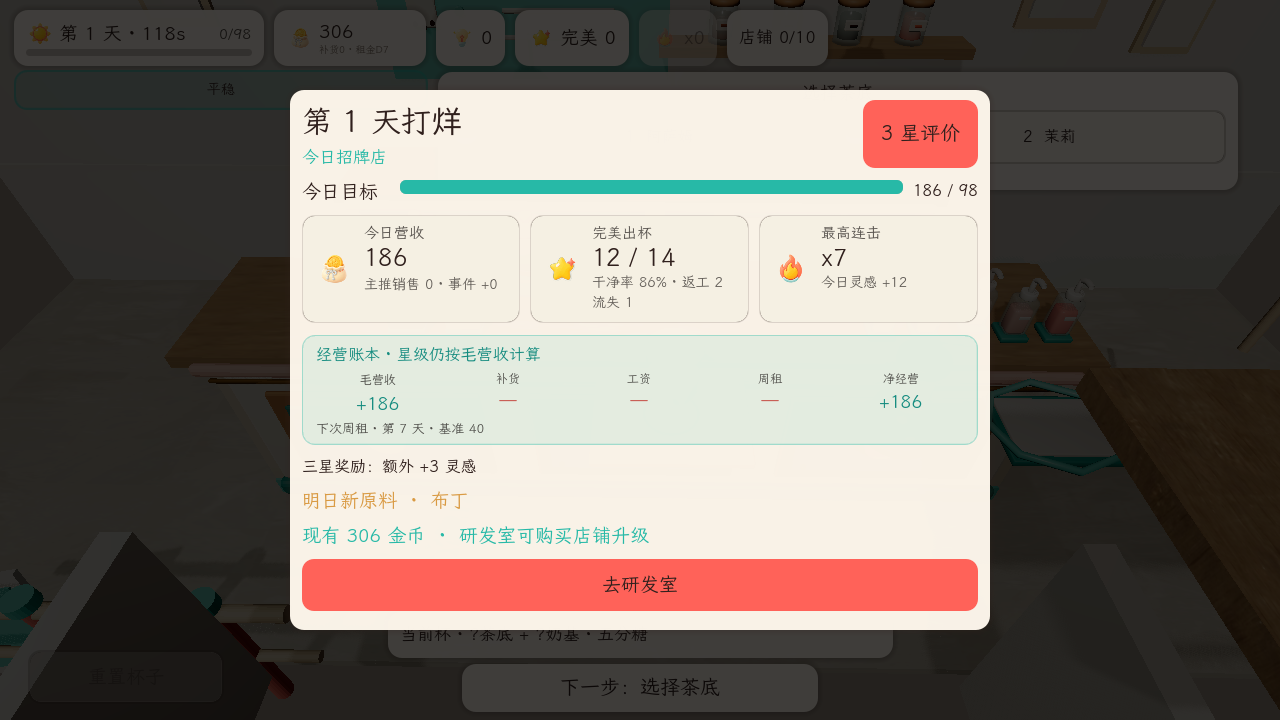 第 1 天・118s
0/98
306
补货0・租金D7
0
完美 0
x0
店铺 0/10
平稳
选择茶底
2 茉莉
第 1 天打烊
3 星评价
今日招牌店
今日目标
186 / 98
今日营收
186
主推销售 0・事件 +0
完美出杯
12 / 14
干净率 86%・返工 2
流失 1
最高连击
x7
今日灵感 +12
经营账本・星级仍按毛营收计算
毛营收
补货
工资
周租
净经营
+186
—
—
—
+186
下次周租・第 7 天・基准 40
三星奖励: 额外 +3 灵感
明日新原料 ・ 布丁
现有 306 金币 ・ 研发室可购买店铺升级
去研发室
当前杯・?茶底 + ?奶基・五分糖
重置杯子
下一步: 选择茶底